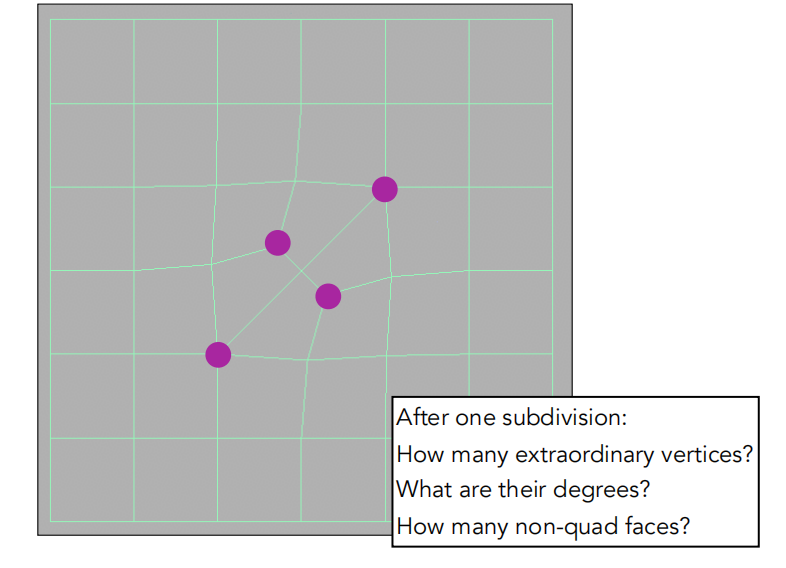 After one subdivision:
How many extraordinary vertices?
What are their degrees?
How many non-quad faces?